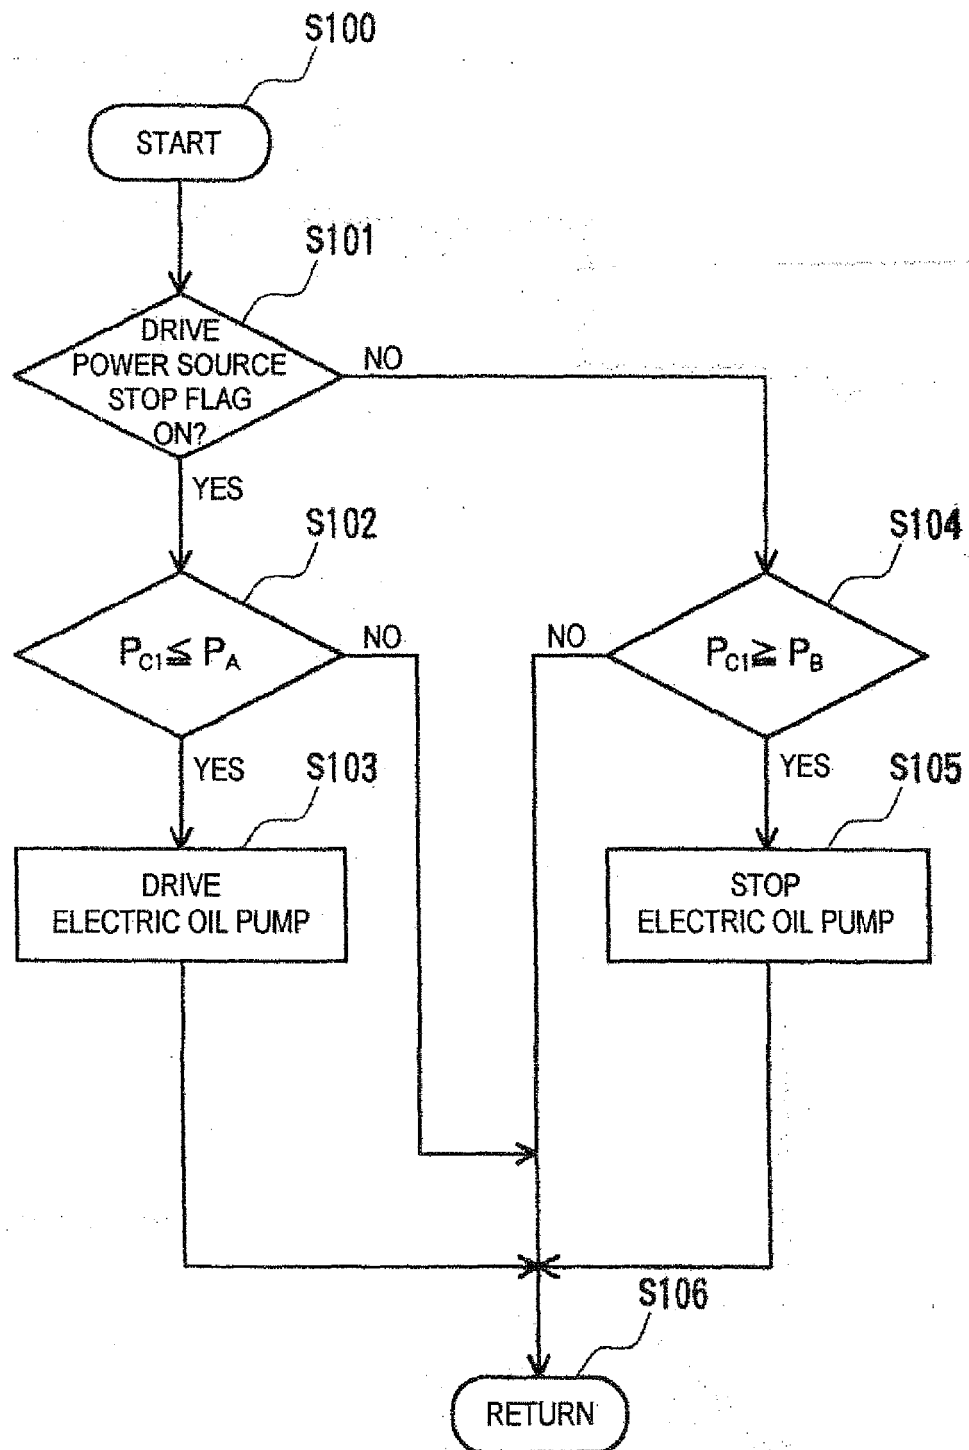 S100
START
S101
DRIVE
POWER SOURCE
STOP FLAG
ON?
NO
YES
S102
S104
P_C1≦ P_A
NO
NO
P_C1≧ P_B
YES
S103
YES
S105
DRIVE
ELECTRIC OIL PUMP
STOP
ELECTRIC OIL PUMP
S106
RETURN